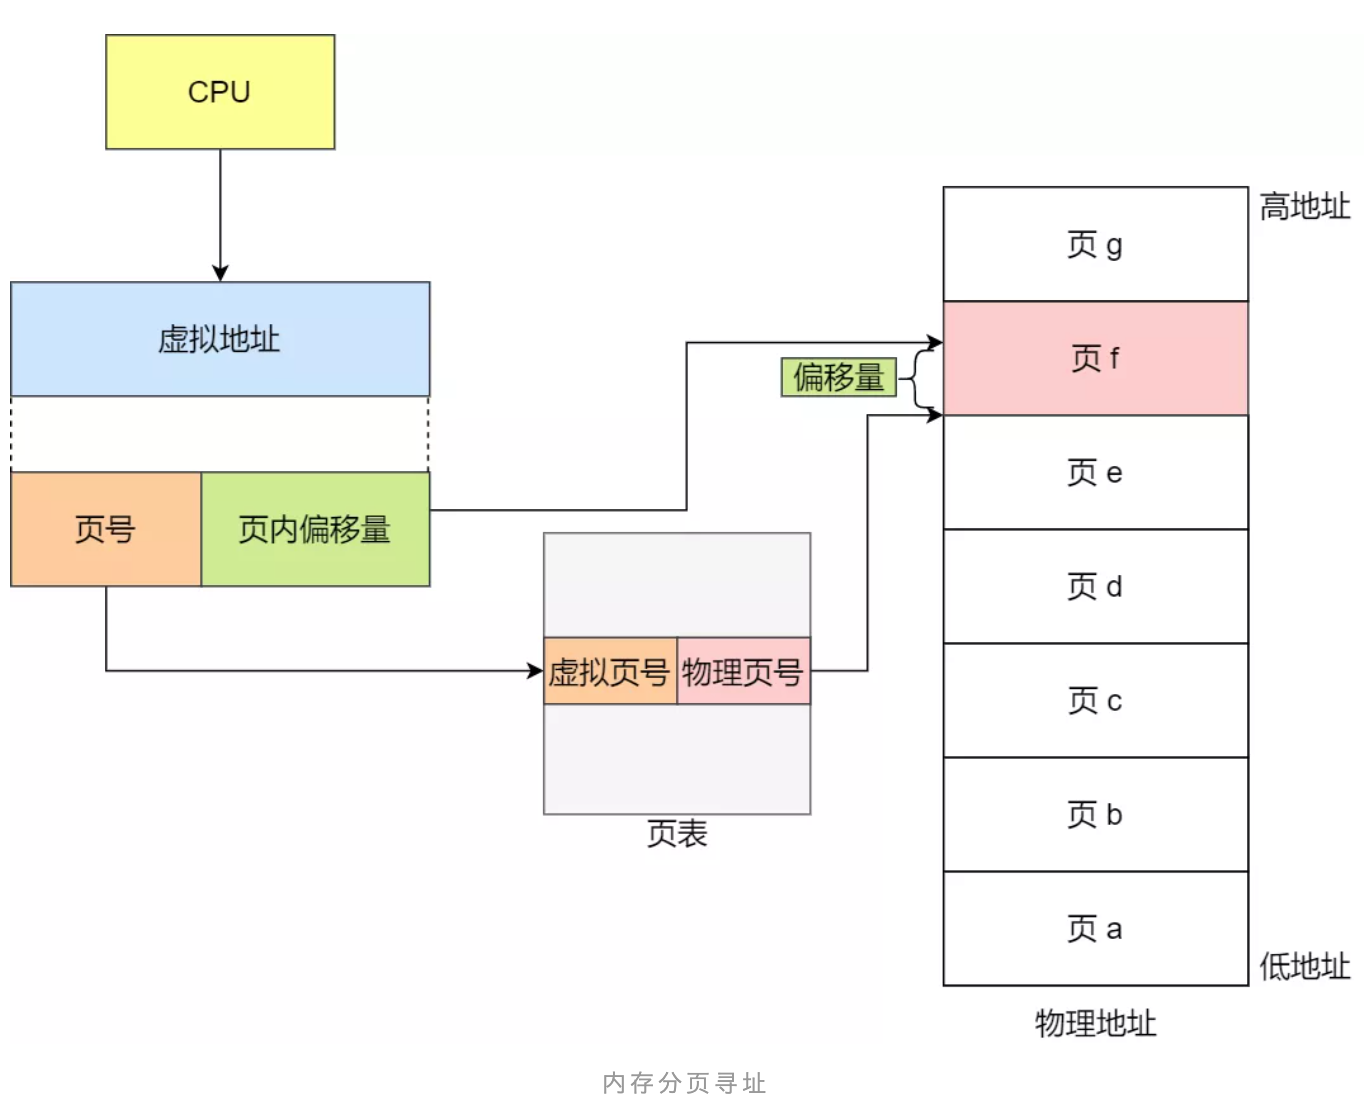 CPU
高地址
页 g
虚拟地址
页 f
偏移量
页 e
页号
页内偏移量
页 d
虚拟页号
物理页号
页 c
页 b
页表
页 a
低地址
物理地址
内存分页寻址